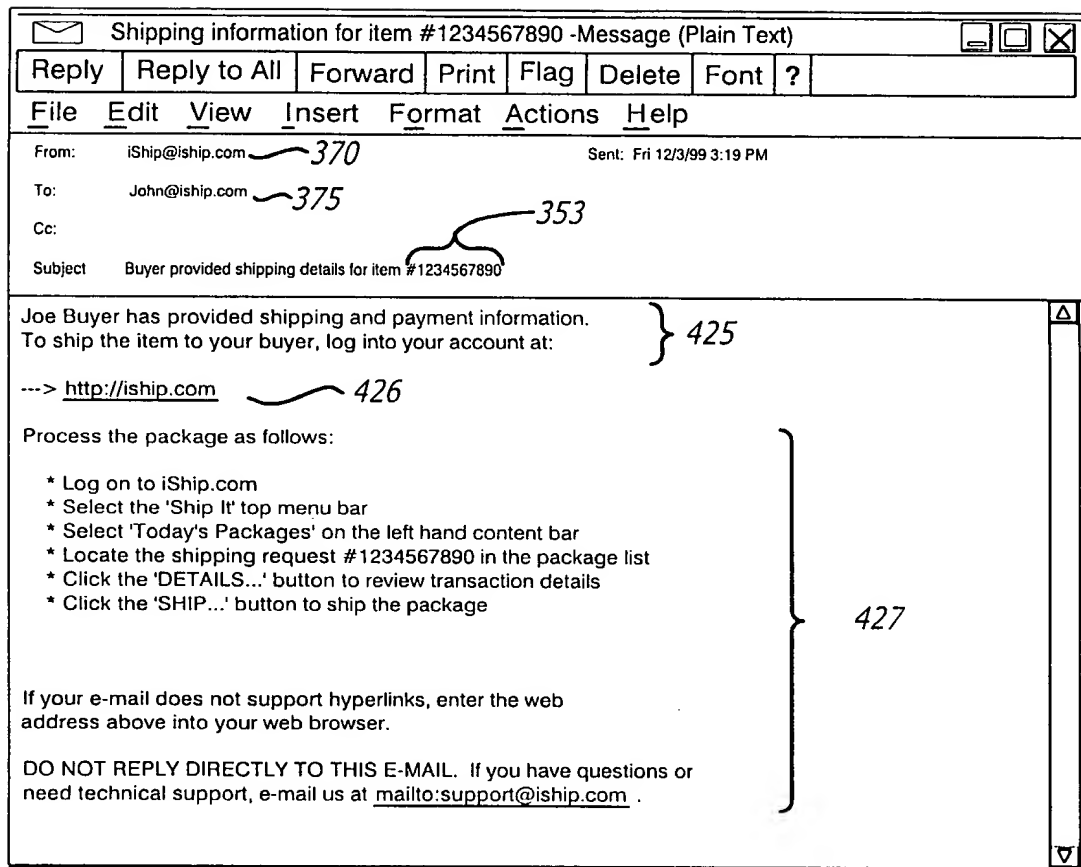 Shipping information for item #1234567890 -Message (Plain Text)
Reply Reply to All Forward Print Flag Delete Font ?
File Edit View Insert Format Actions Help
From: iShip@iship.com 370 Sent: Fri 12/3/99 3:19 PM
To: John@iship.com 375
353
Cc:
Subject Buyer provided shipping details for item #1234567890
Joe Buyer has provided shipping and payment information.
To ship the item to your buyer, log into your account at:
425
---> http://iship.com 426
Process the package as follows:
* Log on to iShip.com
* Select the 'Ship It' top menu bar
* Select 'Today's Packages' on the left hand content bar
* Locate the shipping request #1234567890 in the package list
* Click the 'DETAILS...' button to review transaction details
* Click the 'SHIP...' button to ship the package
427
If your e-mail does not support hyperlinks, enter the web
address above into your web browser.
DO NOT REPLY DIRECTLY TO THIS E-MAIL. If you have questions or
need technical support, e-mail us at mailto:support@iship.com .